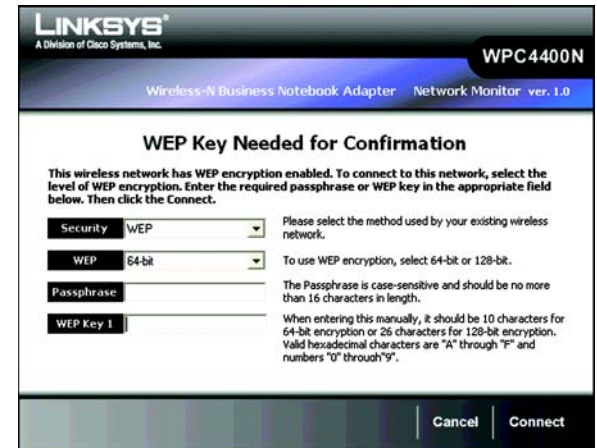 LINKSYS®
A Division of Cisco Systems, Inc.
WPC4400N
Wireless-N Business Notebook Adapter Network Monitor ver. 1.0
WEP Key Needed for Confirmation
This wireless network has WEP encryption enabled. To connect to this network, select the
level of WEP encryption. Enter the required passphrase or WEP key in the appropriate field
below. Then click the Connect.
Security WEP
Please select the method used by your existing wireless
network.
WEP 64-bit
To use WEP encryption, select 64-bit or 128-bit.
Passphrase
The Passphrase is case-sensitive and should be no more
than 16 characters in length.
WEP Key 1
When entering this manually, it should be 10 characters for
64-bit encryption or 26 characters for 128-bit encryption.
Valid hexadecimal characters are "A" through "F" and
numbers "0" through"9".
Cancel Connect